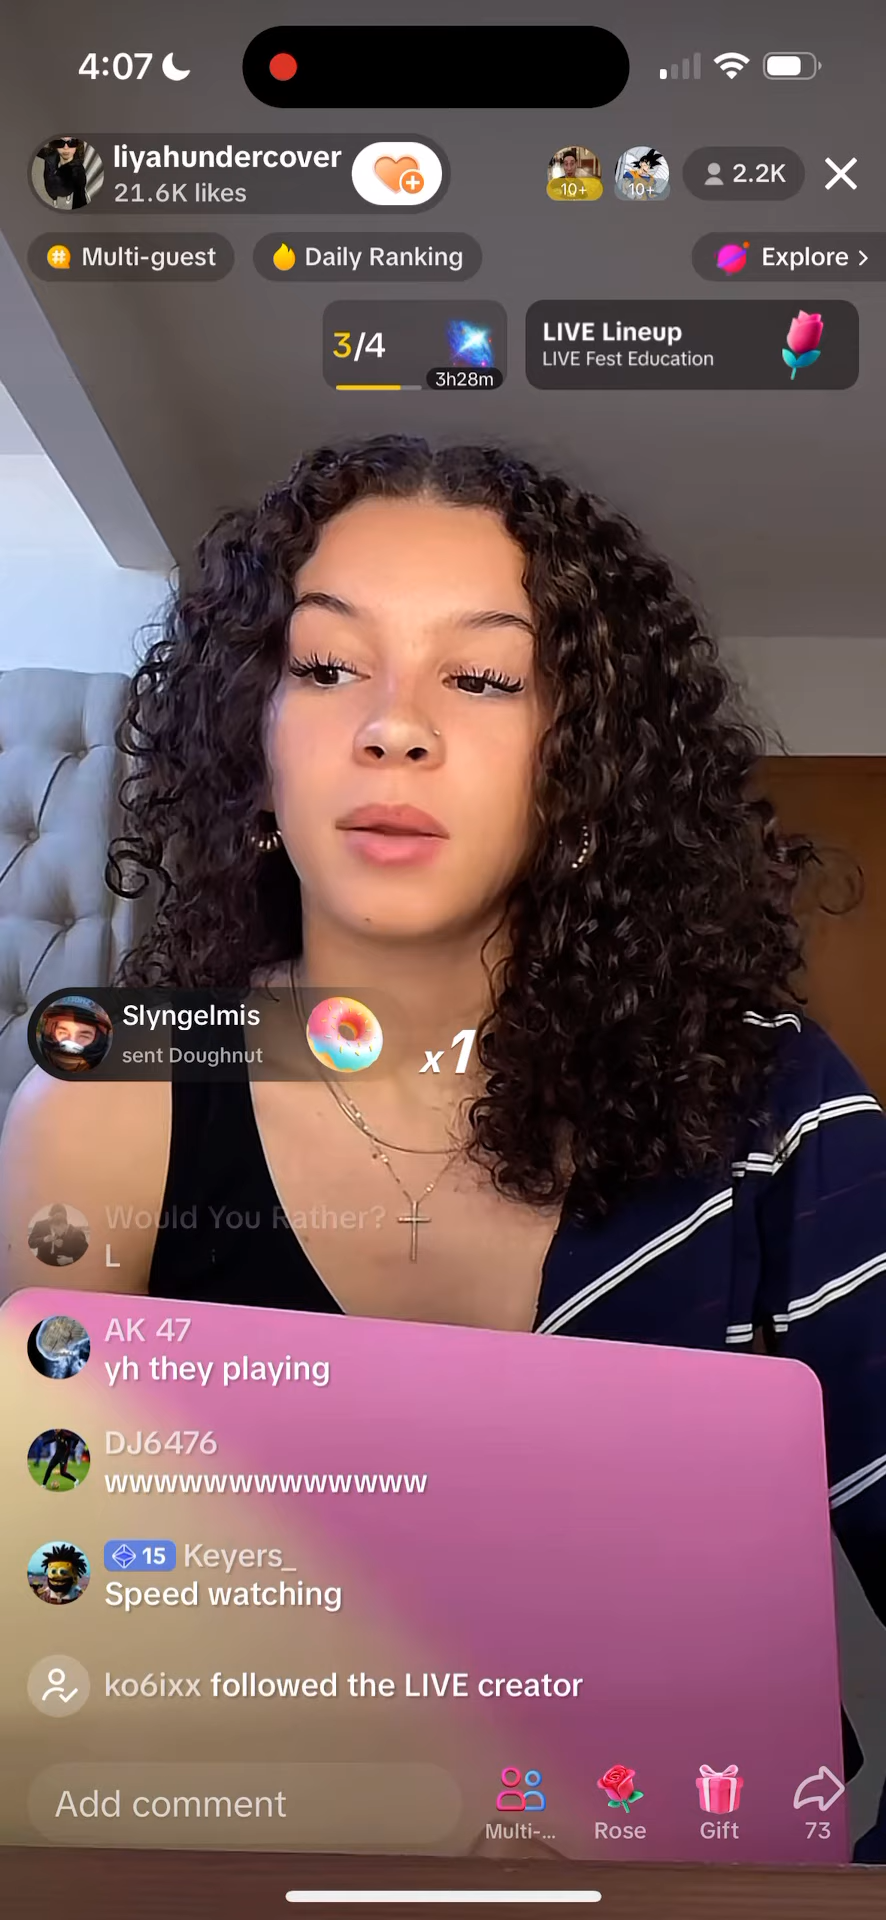 4:07
liyahundercover
21.6K likes
10+
10+
2.2K
Multi-guest
Daily Ranking
Explore >
3/4
3h28m
LIVE Lineup
LIVE Fest Education
Slyngelmis
sent Doughnut
x1
Would You Rather?
L
AK 47
yh they playing
DJ6476
wwwwwwwwwwwww
15 Keyers_
Speed watching
ko6ixx followed the LIVE creator
Add comment
Multi-...
Rose
Gift
73